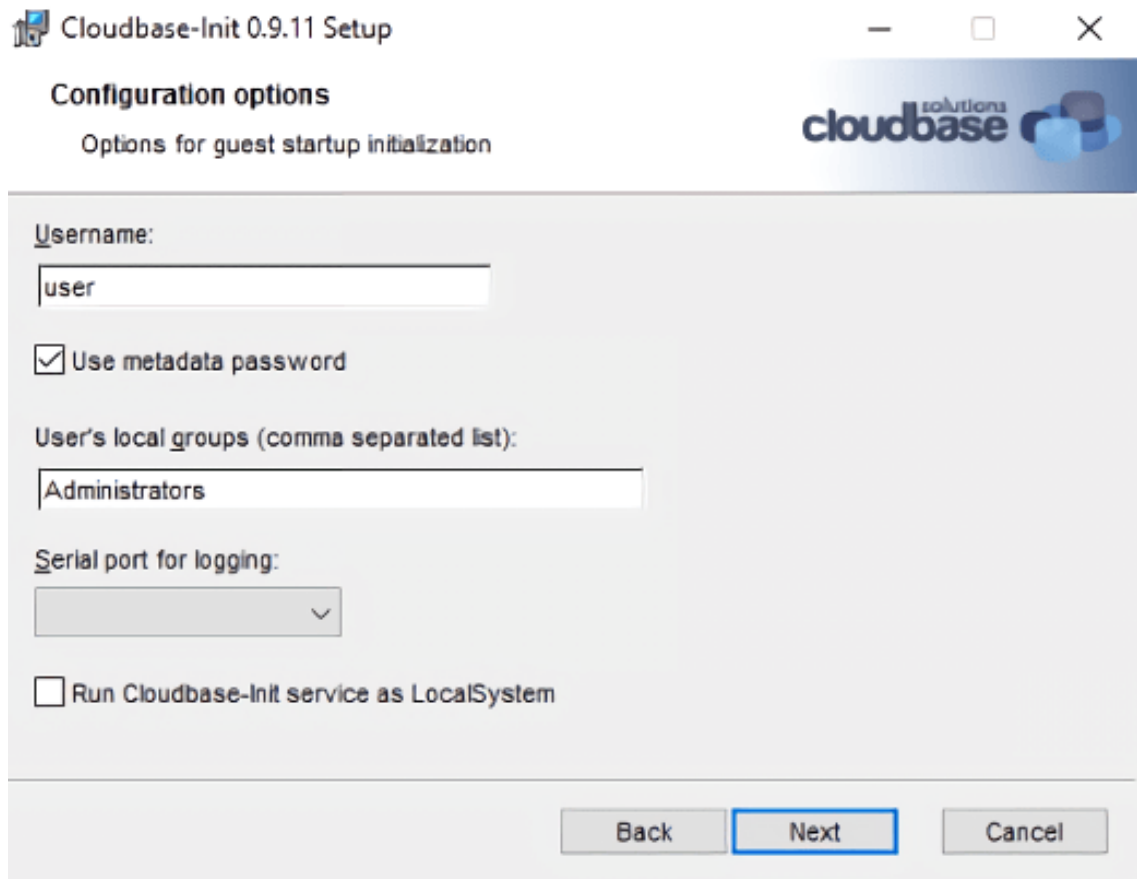 Cloudbase-Init 0.9.11 Setup
Configuration options
Options for guest startup initialization
solutions
cloudbase
Username:
user
Use metadata password
User's local groups (comma separated list):
Administrators
Serial port for logging:
Run Cloudbase-Init service as LocalSystem
Back Next Cancel